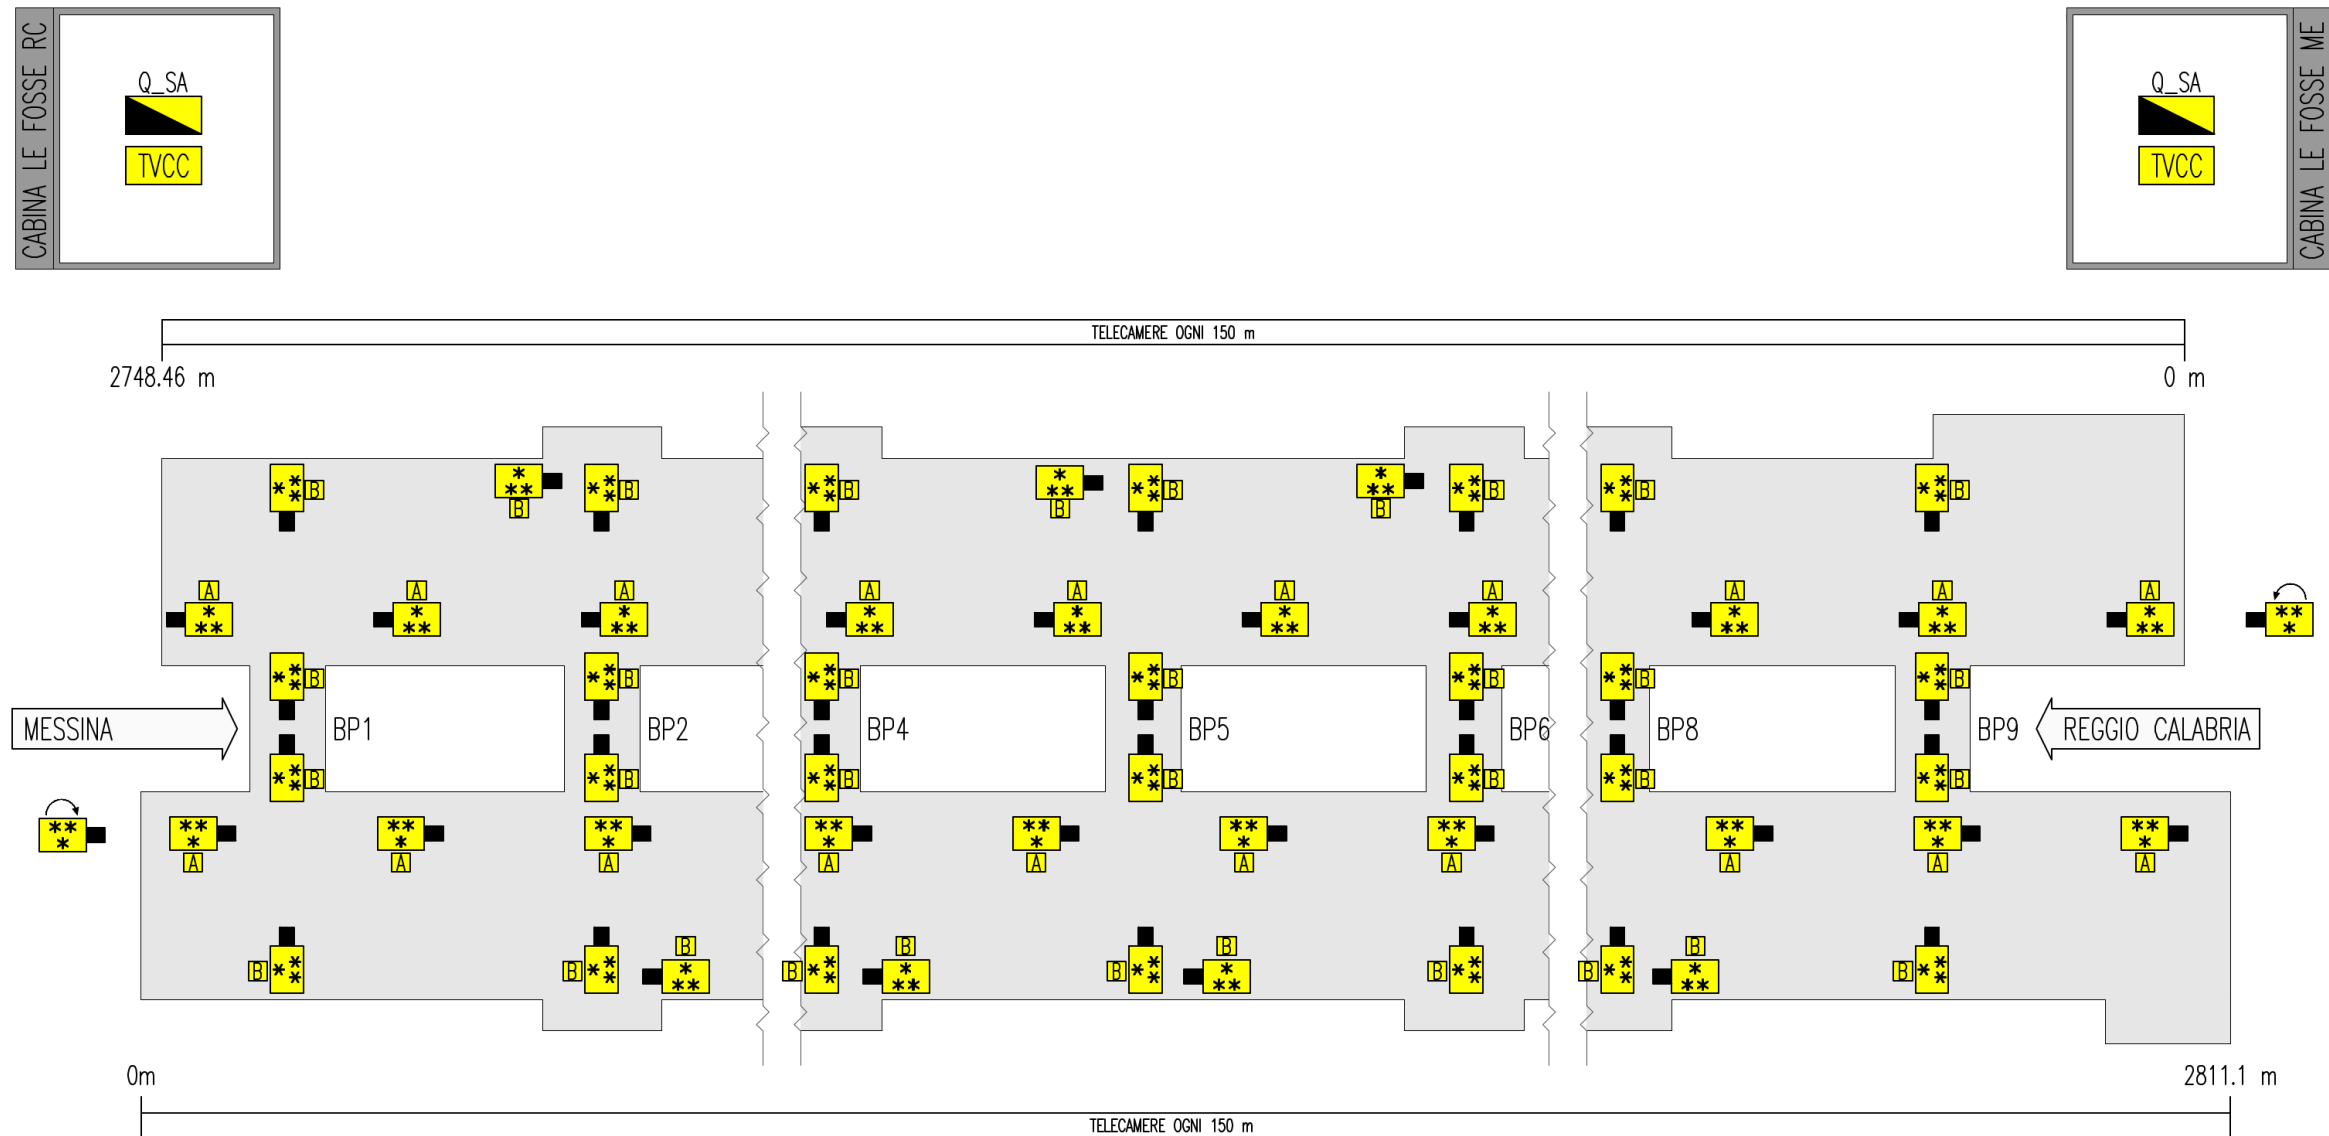 CABINA LE FOSSE RC
Q_SA
TVCC
Q_SA
TVCC
CABINA LE FOSSE ME
TELECAMERE OGNI 150 m
2748.46 m
0 m
** * B
* ** B
** * B
** * B
* ** B
** * B
* ** B
** * B
** * B
** * B
A * **
A * **
A * **
A * **
A * **
A * **
A * **
A * **
A * **
A * **
** *
** * B
** * B
** * B
** * B
** * B
** * B
** * B
MESSINA
BP1
BP2
BP4
BP5
BP6
BP8
BP9
REGGIO CALABRIA
** * B
** * B
** * B
** * B
** * B
** * B
** * B
** *
** * A
** * A
** * A
** * A
** * A
** * A
** * A
** * A
** * A
** * A
B ** *
B ** *
B * **
B ** *
B * **
B ** *
B * **
B ** *
B ** *
B * **
B ** *
0m
2811.1 m
TELECAMERE OGNI 150 m